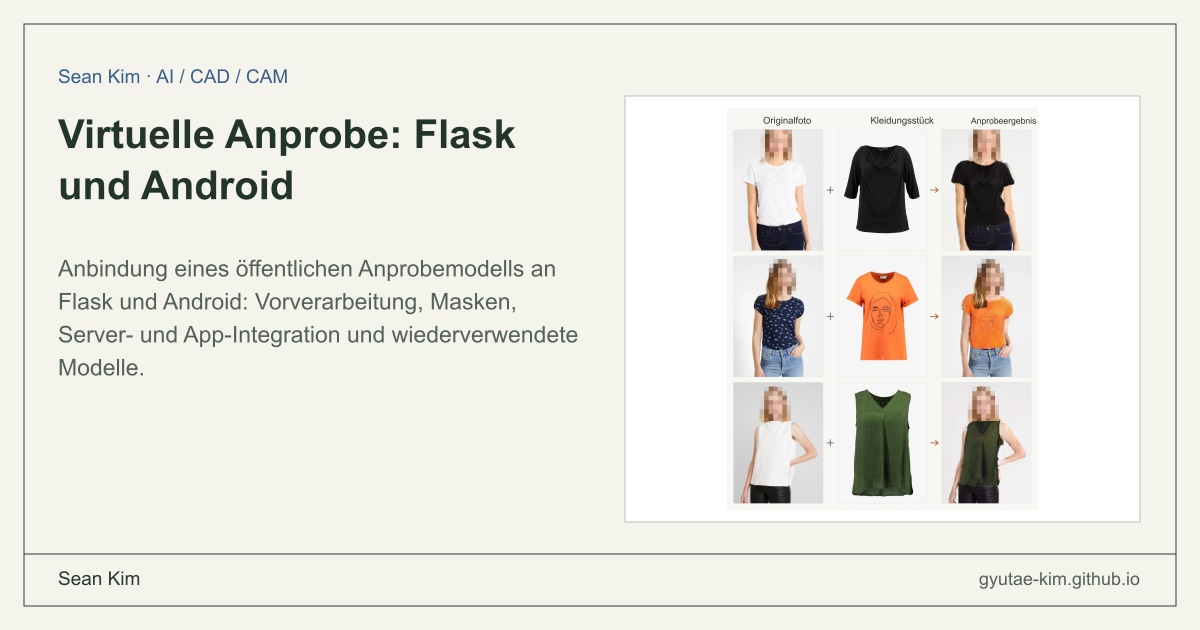 Sean Kim · AI / CAD / CAM
Virtuelle Anprobe: Flask
und Android
Anbindung eines öffentlichen Anprobemodells an
Flask und Android: Vorverarbeitung, Masken,
Server- und App-Integration und wiederverwendete
Modelle.
Originalfoto Kleidungsstück Anprobeergebnis
+ →
+ →
+ →
Sean Kim
gyutae-kim.github.io